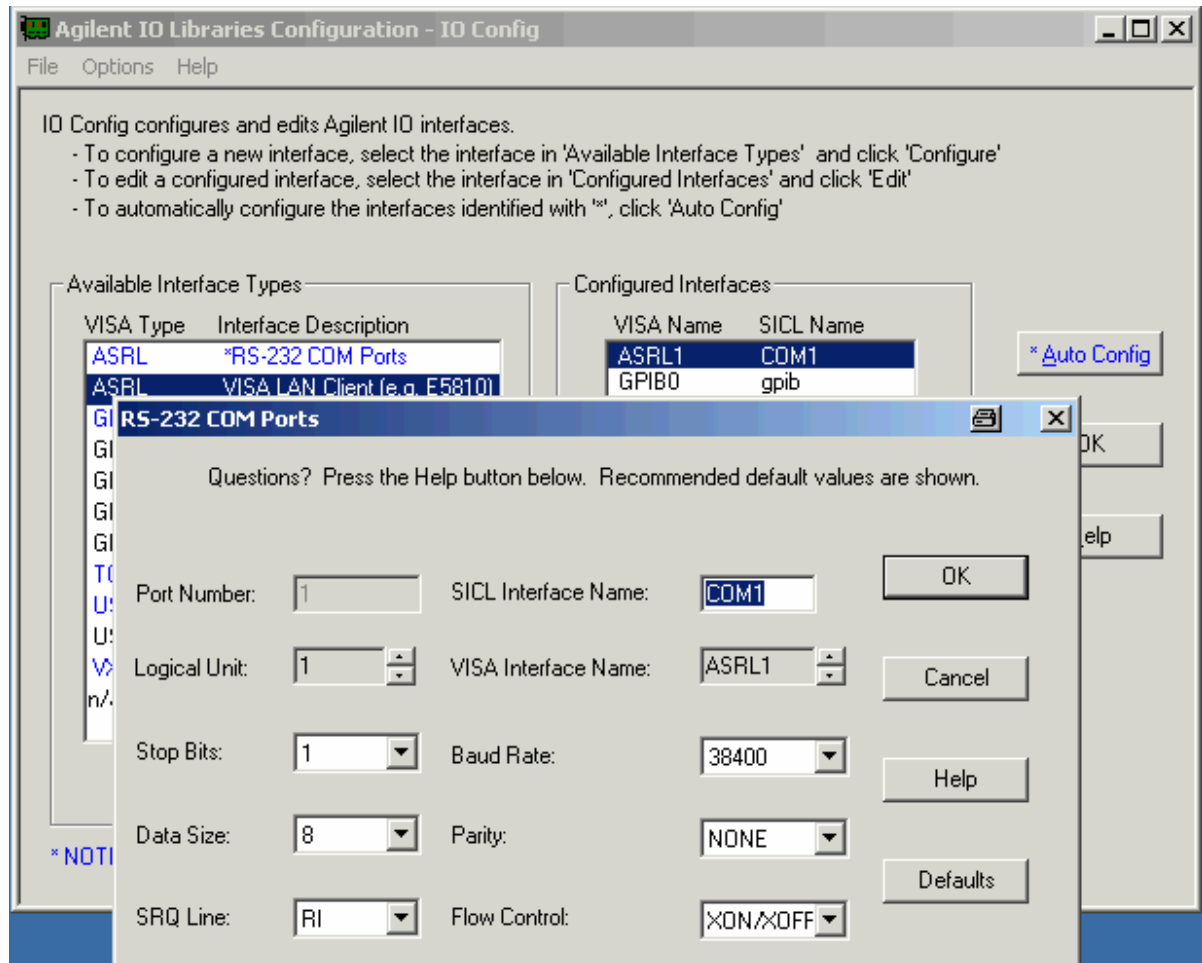 Agilent IO Libraries Configuration - IO Config
File Options Help
IO Config configures and edits Agilent IO interfaces.
- To configure a new interface, select the interface in 'Available Interface Types' and click 'Configure'
- To edit a configured interface, select the interface in 'Configured Interfaces' and click 'Edit'
- To automatically configure the interfaces identified with '*', click 'Auto Config'
Available Interface Types
VISA Type Interface Description
ASRL *RS-232 COM Ports
ASRL VISA LAN Client (e.g. E5810)
Configured Interfaces
VISA Name SICL Name
ASRL1 COM1
GPIB0 gpib
* Auto Config
RS-232 COM Ports
Questions? Press the Help button below. Recommended default values are shown.
Port Number: 1 SICL Interface Name: COM1
Logical Unit: 1 VISA Interface Name: ASRL1
Stop Bits: 1 Baud Rate: 38400
Data Size: 8 Parity: NONE
SRQ Line: RI Flow Control: XON/XOFF
OK
Cancel
Help
Defaults